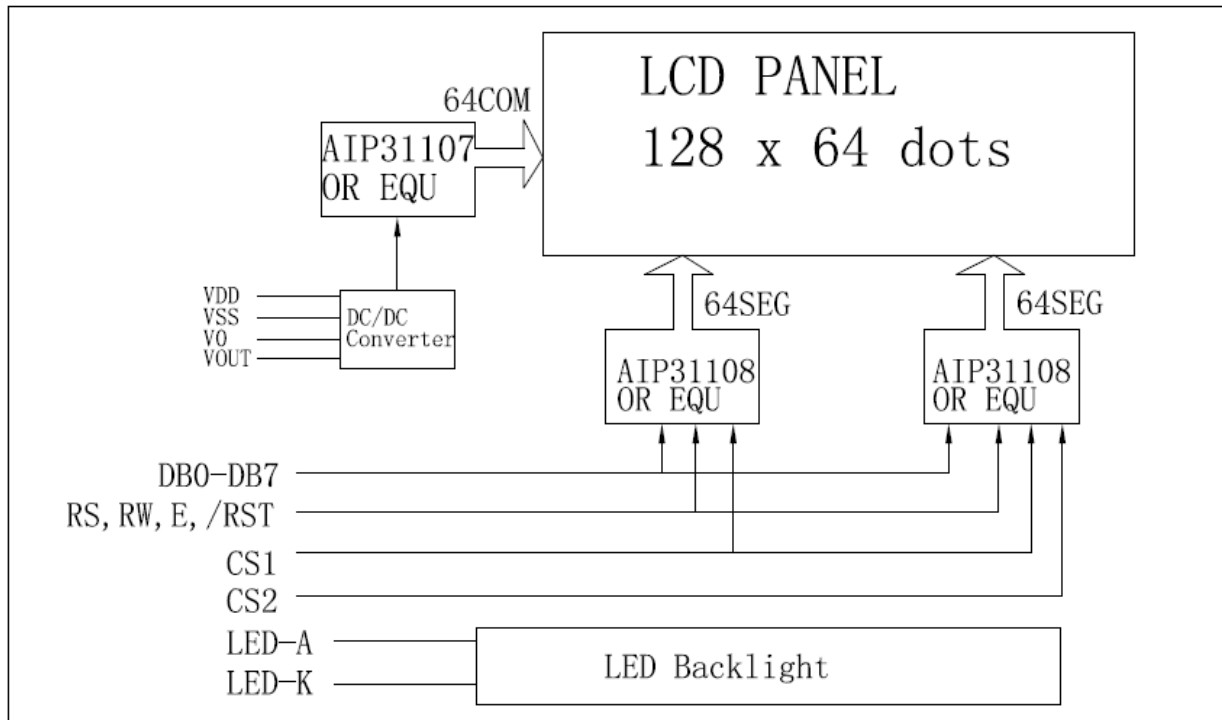 LCD PANEL
128 x 64 dots
64COM
AIP31107
OR EQU
VDD
VSS
VO
VOUT
DC/DC
Converter
64SEG
64SEG
AIP31108
OR EQU
AIP31108
OR EQU
DB0-DB7
RS,RW,E,/RST
CS1
CS2
LED-A
LED-K
LED Backlight